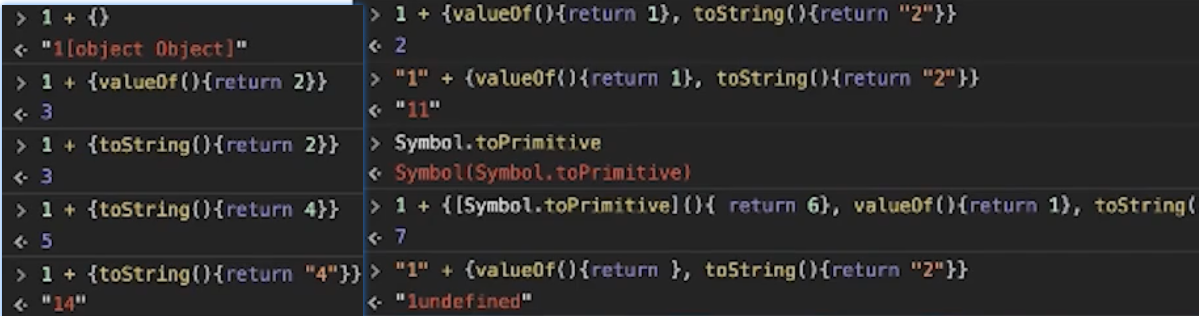 > 1 + {}
<· "1[object Object]"
> 1 + {valueOf(){return 2}}
<· 3
> 1 + {toString(){return 2}}
<· 3
> 1 + {toString(){return 4}}
<· 5
> 1 + {toString(){return "4"}}
<· "14"
> 1 + {valueOf(){return 1}, toString(){return "2"}}
<· 2
> "1" + {valueOf(){return 1}, toString(){return "2"}}
<· "11"
> Symbol.toPrimitive
<· Symbol(Symbol.toPrimitive)
> 1 + {[Symbol.toPrimitive](){ return 6}, valueOf(){return 1}, toString(
<· 7
> "1" + {valueOf(){return }, toString(){return "2"}}
<· "1undefined"